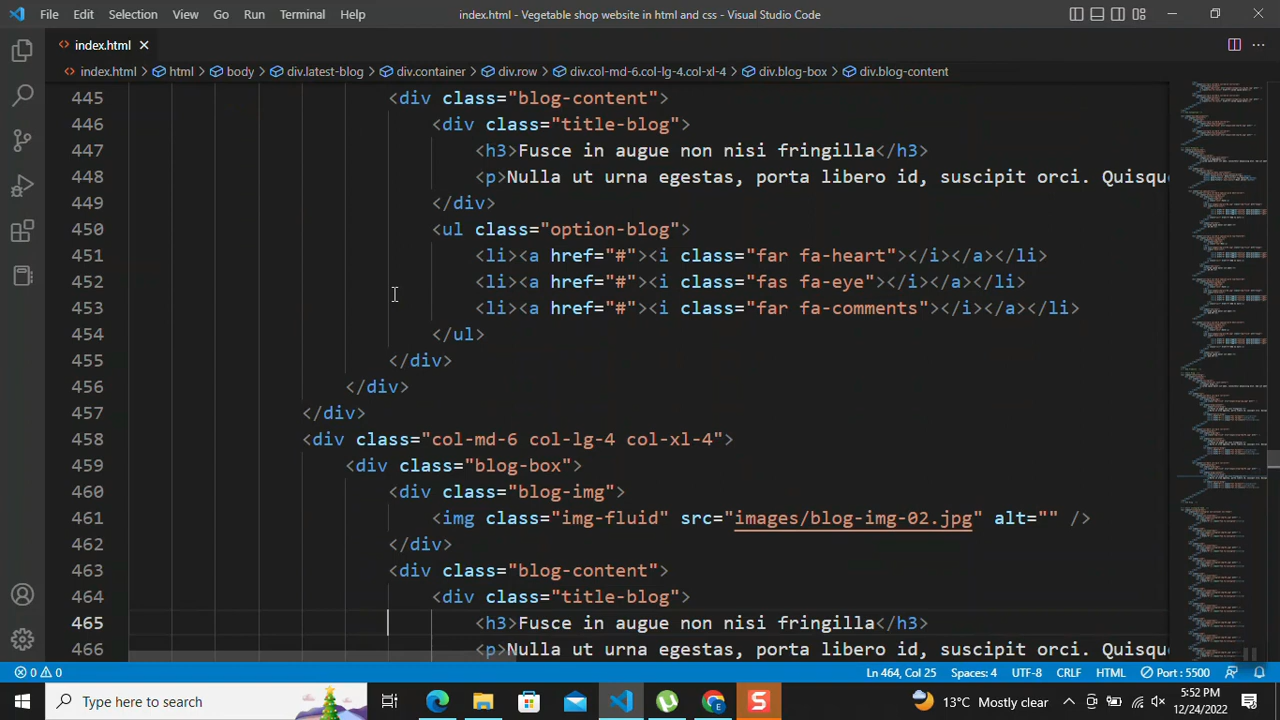 File Edit Selection View Go Run Terminal Help index.html - Vegetable shop website in html and css - Visual Studio Code
index.html
index.html > html > body > div.latest-blog > div.container > div.row > div.col-md-6.col-lg-4.col-xl-4 > div.blog-box > div.blog-content
445 <div class="blog-content">
446 <div class="title-blog">
447 <h3>Fusce in augue non nisi fringilla</h3>
448 <p>Nulla ut urna egestas, porta libero id, suscipit orci. Quisqu
449 </div>
450 <ul class="option-blog">
451 <li><a href="#"><i class="far fa-heart"></i></a></li>
452 <li><a href="#"><i class="fas fa-eye"></i></a></li>
453 <li><a href="#"><i class="far fa-comments"></i></a></li>
454 </ul>
455 </div>
456 </div>
457 </div>
458 <div class="col-md-6 col-lg-4 col-xl-4">
459 <div class="blog-box">
460 <div class="blog-img">
461 <img class="img-fluid" src="images/blog-img-02.jpg" alt="" />
462 </div>
463 <div class="blog-content">
464 <div class="title-blog">
465 <h3>Fusce in augue non nisi fringilla</h3>
466 <p>Nulla ut urna egestas, porta libero id, suscipit orci. Quisqu
0 0 Ln 464, Col 25 Spaces: 4 UTF-8 CRLF HTML Port : 5500
Type here to search 13°C Mostly clear 5:52 PM
12/24/2022